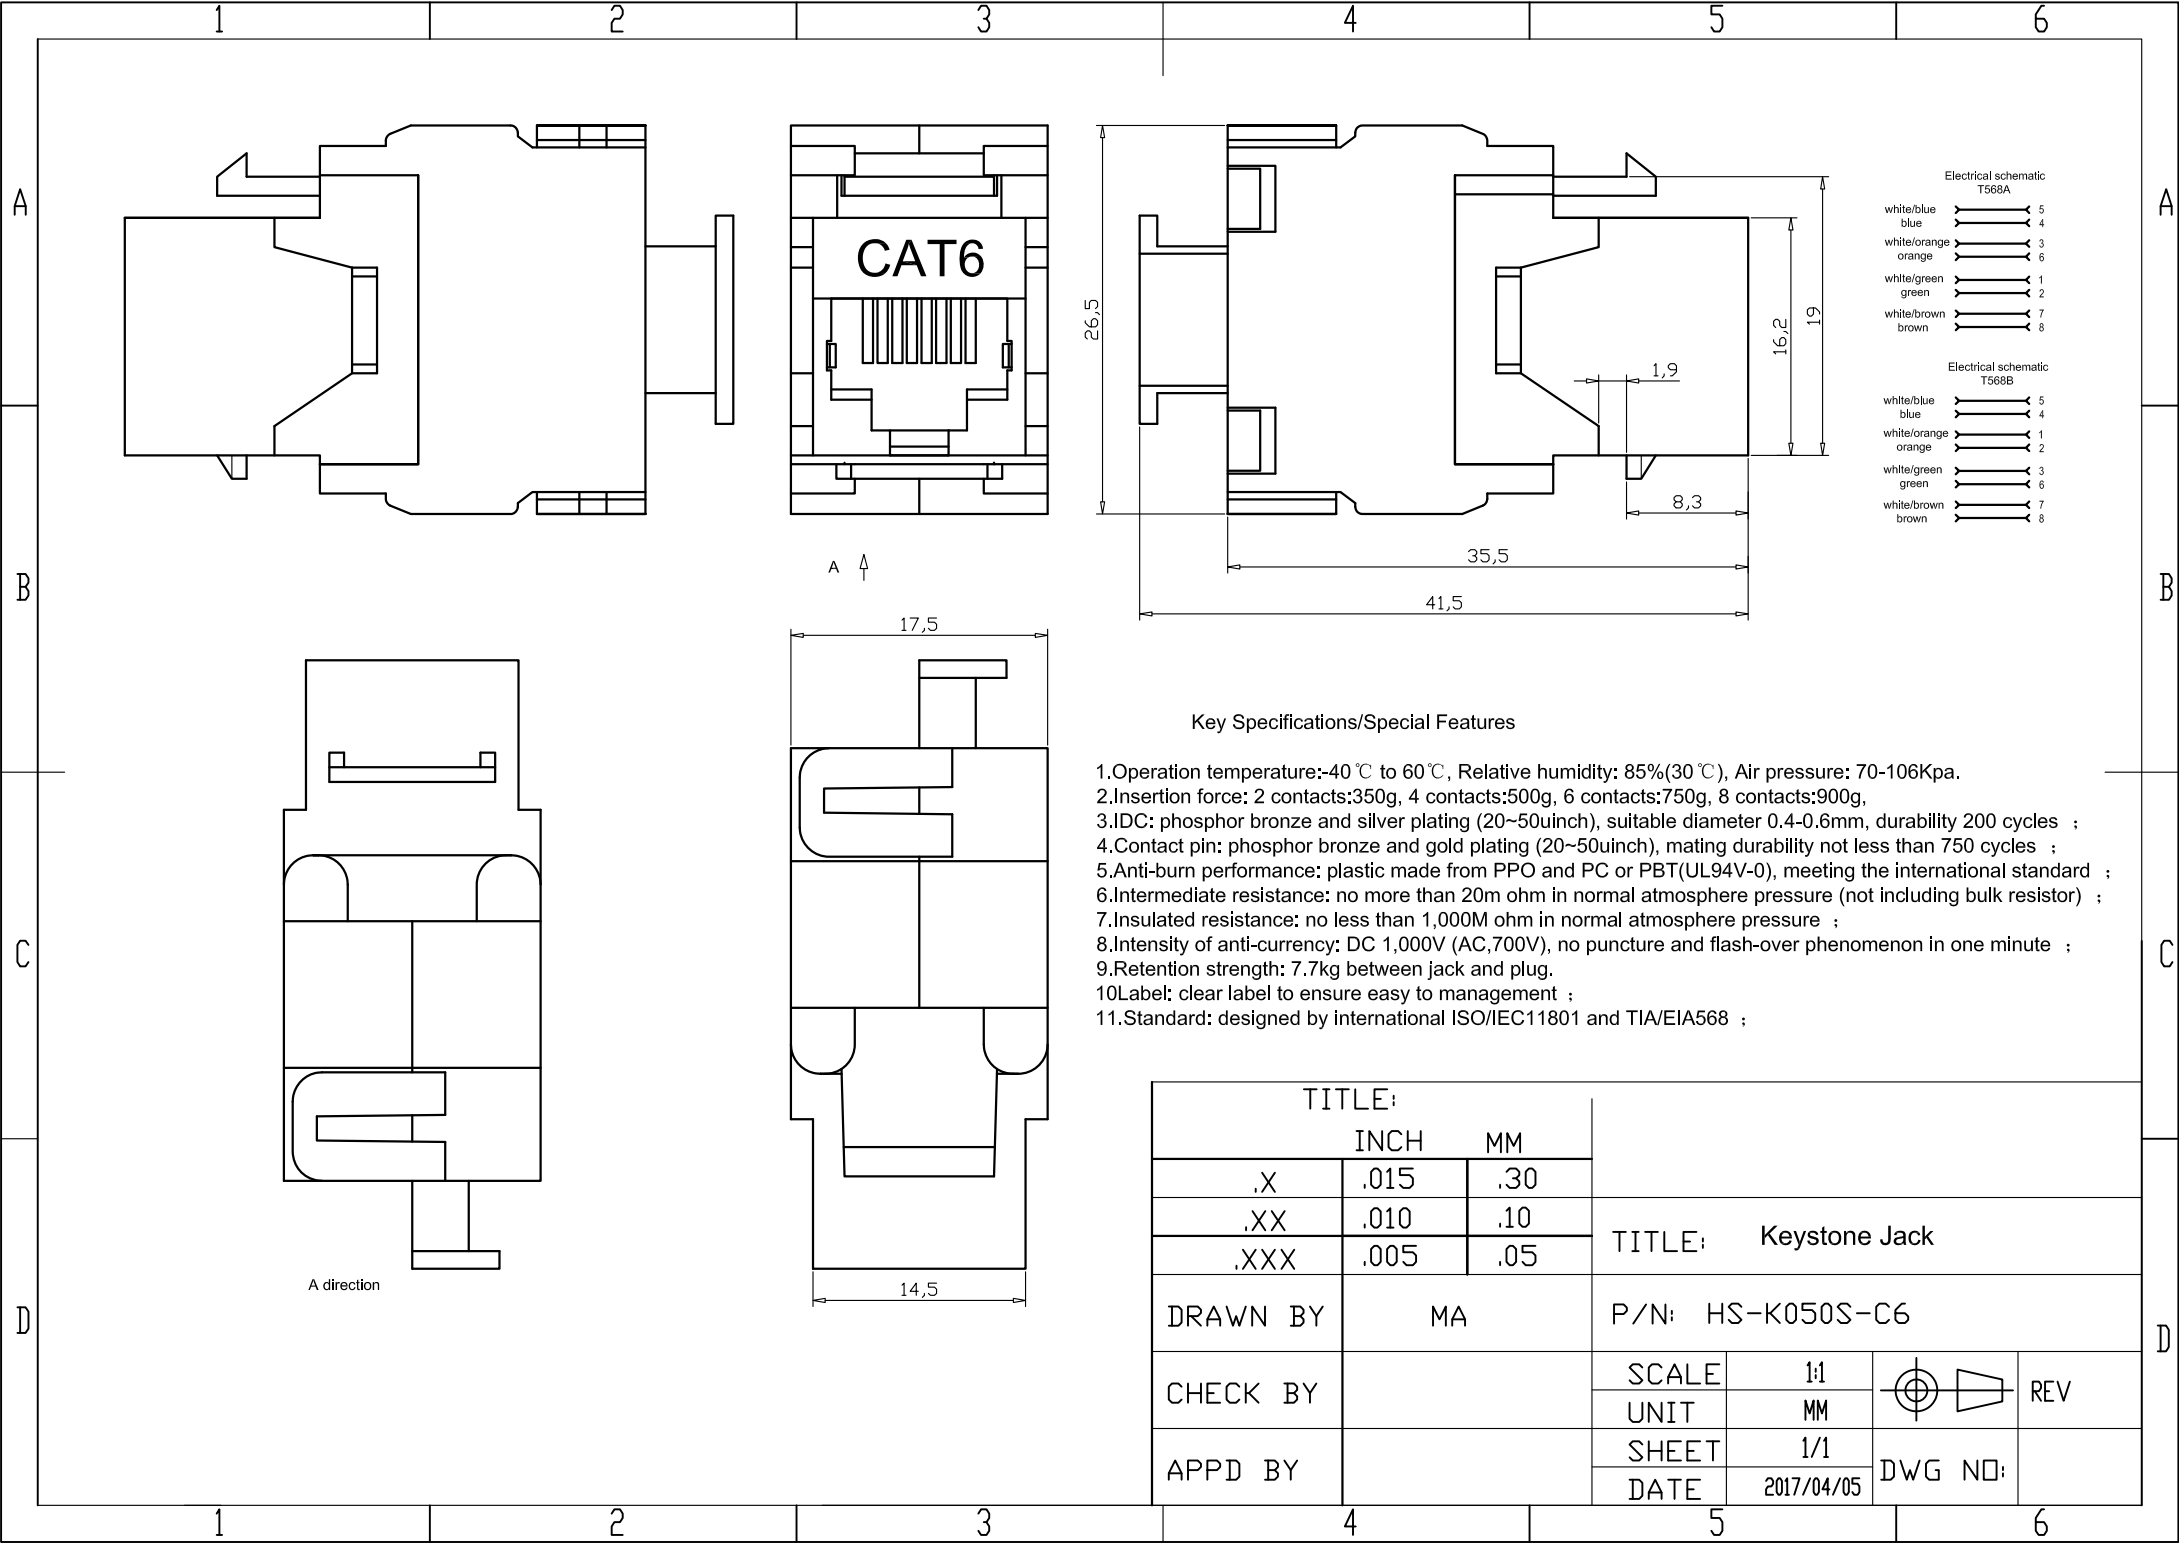 1 2 3 4 5 6
A A
B B
C C
D D
CAT6
26,5
16,2
19
1,9
8,3
35,5
41,5
A
Electrical schematic
T568A
white/blue 5
blue 4
white/orange 3
orange 6
white/green 1
green 2
white/brown 7
brown 8
Electrical schematic
T568B
white/blue 5
blue 4
white/orange 1
orange 2
white/green 3
green 6
white/brown 7
brown 8
17,5
14,5
A direction
Key Specifications/Special Features
1.Operation temperature:-40℃ to 60℃, Relative humidity: 85%(30℃), Air pressure: 70-106Kpa.
2.Insertion force: 2 contacts:350g, 4 contacts:500g, 6 contacts:750g, 8 contacts:900g,
3.IDC: phosphor bronze and silver plating (20~50uinch), suitable diameter 0.4-0.6mm, durability 200 cycles ;
4.Contact pin: phosphor bronze and gold plating (20~50uinch), mating durability not less than 750 cycles ;
5.Anti-burn performance: plastic made from PPO and PC or PBT(UL94V-0), meeting the international standard ;
6.Intermediate resistance: no more than 20m ohm in normal atmosphere pressure (not including bulk resistor) ;
7.Insulated resistance: no less than 1,000M ohm in normal atmosphere pressure ;
8.Intensity of anti-currency: DC 1,000V (AC,700V), no puncture and flash-over phenomenon in one minute ;
9.Retention strength: 7.7kg between jack and plug.
10Label: clear label to ensure easy to management ;
11.Standard: designed by international ISO/IEC11801 and TIA/EIA568 ;
TITLE:
INCH MM
.X .015 .30
.XX .010 .10
.XXX .005 .05
TITLE: Keystone Jack
DRAWN BY MA
P/N: HS-K050S-C6
CHECK BY
SCALE 1:1
UNIT MM
REV
APPD BY
SHEET 1/1
DATE 2017/04/05
DWG NO:
1 2 3 4 5 6